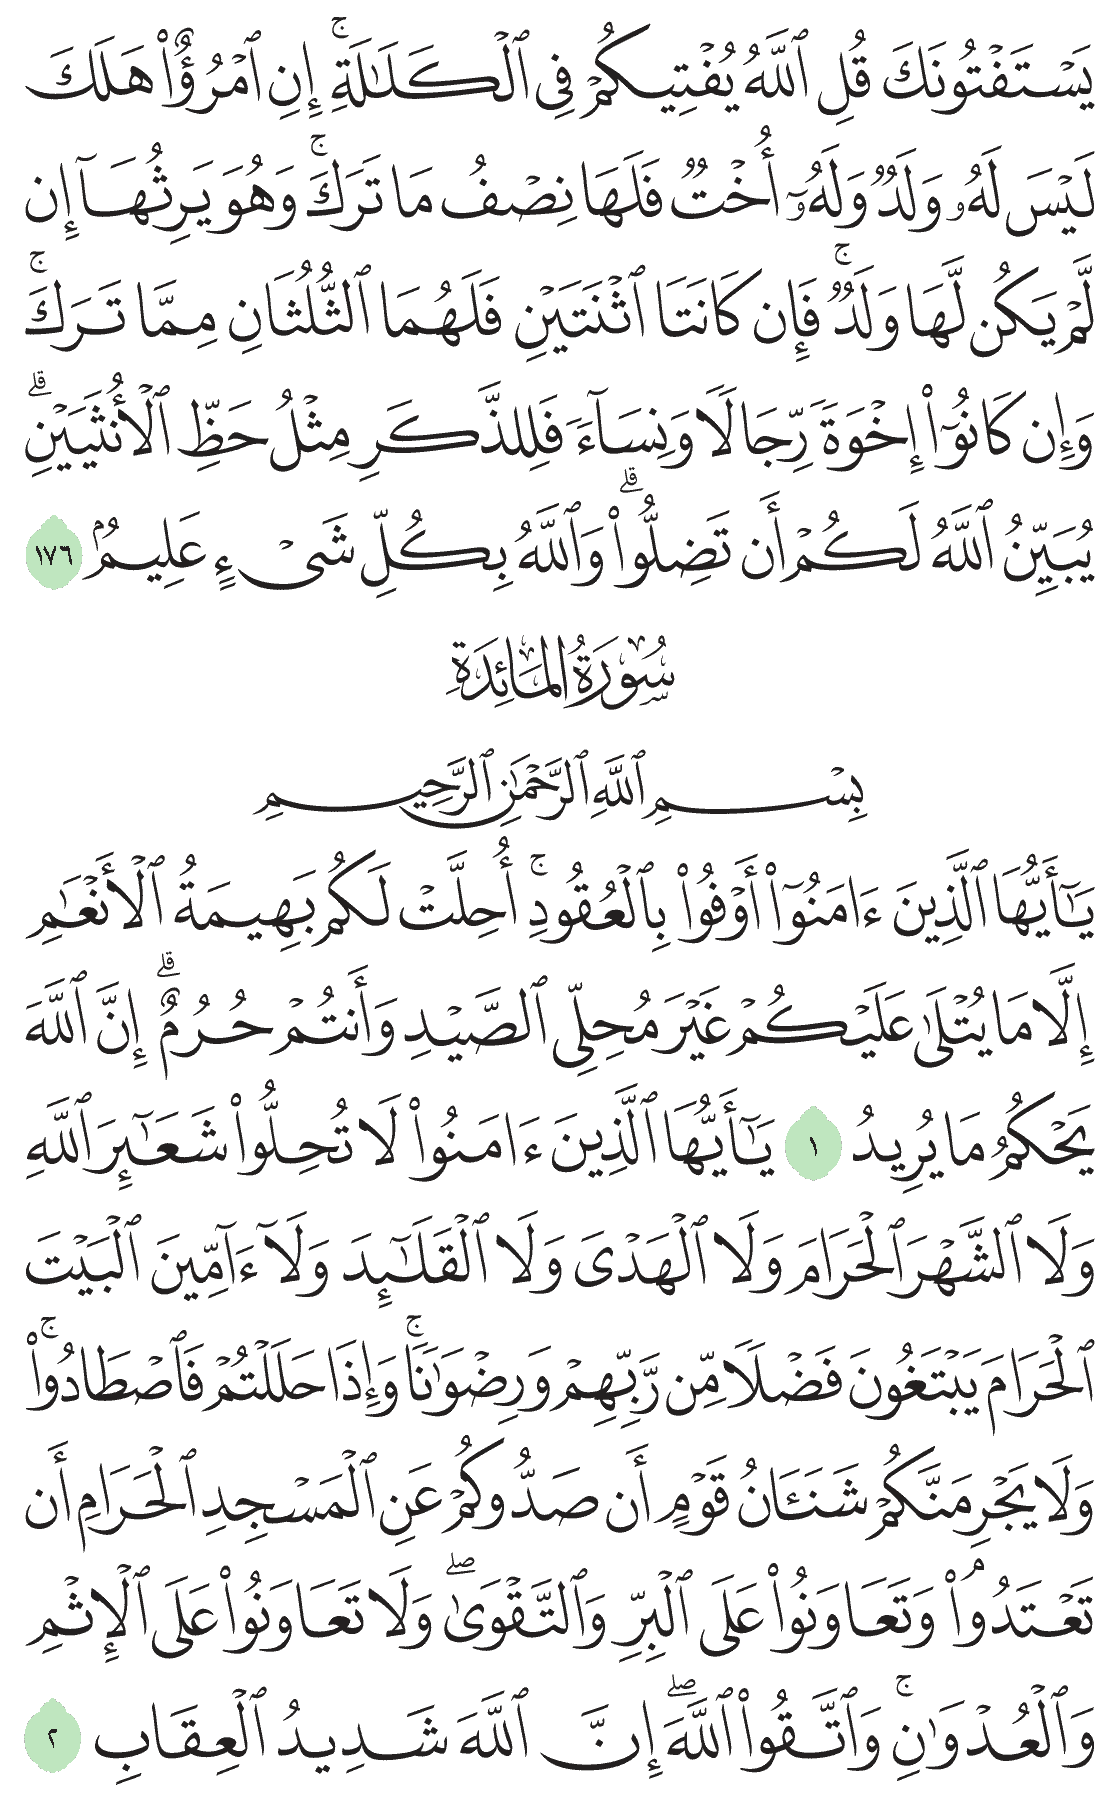 يَسْتَفْتُونَكَ قُلِ ٱللَّهُ يُفْتِيكُمْ فِى ٱلْكَلَـٰلَةِ ۚ إِنِ ٱمْرُؤٌا۟ هَلَكَ
لَيْسَ لَهُۥ وَلَدٌ وَلَهُۥٓ أُخْتٌ فَلَهَا نِصْفُ مَا تَرَكَ ۚ وَهُوَ يَرِثُهَآ إِن
لَّمْ يَكُن لَّهَا وَلَدٌ ۚ فَإِن كَانَتَا ٱثْنَتَيْنِ فَلَهُمَا ٱلثُّلُثَانِ مِمَّا تَرَكَ ۚ
وَإِن كَانُوٓا۟ إِخْوَةً رِّجَالًا وَنِسَآءً فَلِلذَّكَرِ مِثْلُ حَظِّ ٱلْأُنثَيَيْنِ ۗ
يُبَيِّنُ ٱللَّهُ لَكُمْ أَن تَضِلُّوا۟ ۗ وَٱللَّهُ بِكُلِّ شَىْءٍ عَلِيمٌۢ ١٧٦
سُورَةُ المَائِدَةِ
بِسْمِ ٱللَّهِ ٱلرَّحْمَـٰنِ ٱلرَّحِيمِ
يَـٰٓأَيُّهَا ٱلَّذِينَ ءَامَنُوٓا۟ أَوْفُوا۟ بِٱلْعُقُودِ ۚ أُحِلَّتْ لَكُم بَهِيمَةُ ٱلْأَنْعَـٰمِ
إِلَّا مَا يُتْلَىٰ عَلَيْكُمْ غَيْرَ مُحِلِّى ٱلصَّيْدِ وَأَنتُمْ حُرُمٌ ۗ إِنَّ ٱللَّهَ
يَحْكُمُ مَا يُرِيدُ ١ يَـٰٓأَيُّهَا ٱلَّذِينَ ءَامَنُوا۟ لَا تُحِلُّوا۟ شَعَـٰٓئِرَ ٱللَّهِ
وَلَا ٱلشَّهْرَ ٱلْحَرَامَ وَلَا ٱلْهَدْىَ وَلَا ٱلْقَلَـٰٓئِدَ وَلَآ ءَآمِّينَ ٱلْبَيْتَ
ٱلْحَرَامَ يَبْتَغُونَ فَضْلًا مِّن رَّبِّهِمْ وَرِضْوَٰنًا ۚ وَإِذَا حَلَلْتُمْ فَٱصْطَادُوا۟ ۚ
وَلَا يَجْرِمَنَّكُمْ شَنَـَٔانُ قَوْمٍ أَن صَدُّوكُمْ عَنِ ٱلْمَسْجِدِ ٱلْحَرَامِ أَن
تَعْتَدُوا۟ ۘ وَتَعَاوَنُوا۟ عَلَى ٱلْبِرِّ وَٱلتَّقْوَىٰ ۖ وَلَا تَعَاوَنُوا۟ عَلَى ٱلْإِثْمِ
وَٱلْعُدْوَٰنِ ۚ وَٱتَّقُوا۟ ٱللَّهَ ۖ إِنَّ ٱللَّهَ شَدِيدُ ٱلْعِقَابِ ٢